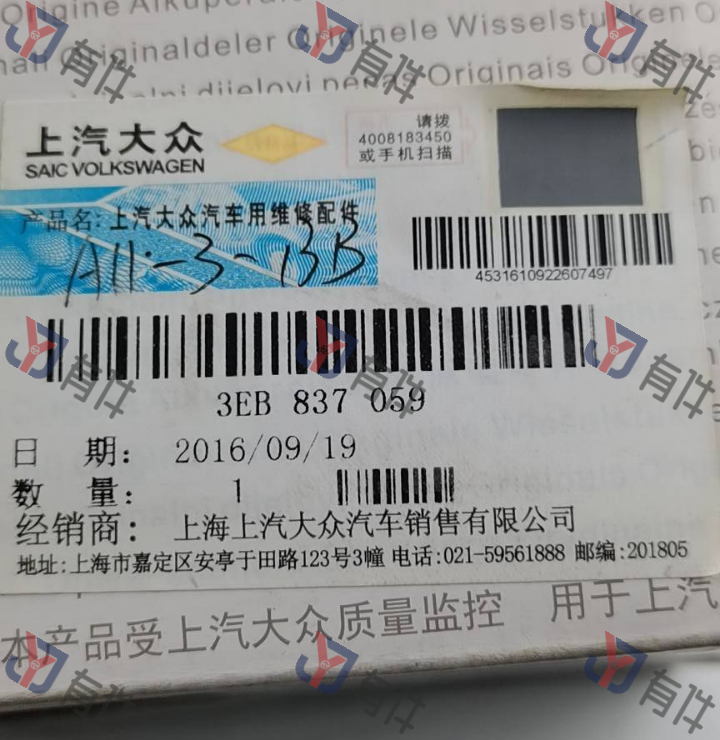 Origine
nali Originaldeler Originele Wisselstukken O
dijelovi Originais
上汽大众
SAIC VOLKSWAGEN
请拨
4008183450
或手机扫描
产品名: 上汽大众汽车用维修配件
A11-3-13B
4531610922607497
3EB 837 059
日 期: 2016/09/19
数 量: 1
经销商: 上海上汽大众汽车销售有限公司
地址:上海市嘉定区安亭于田路123号3幢 电话:021-59561888 邮编:201805
本产品受上汽大众质量监控 用于上汽
有件